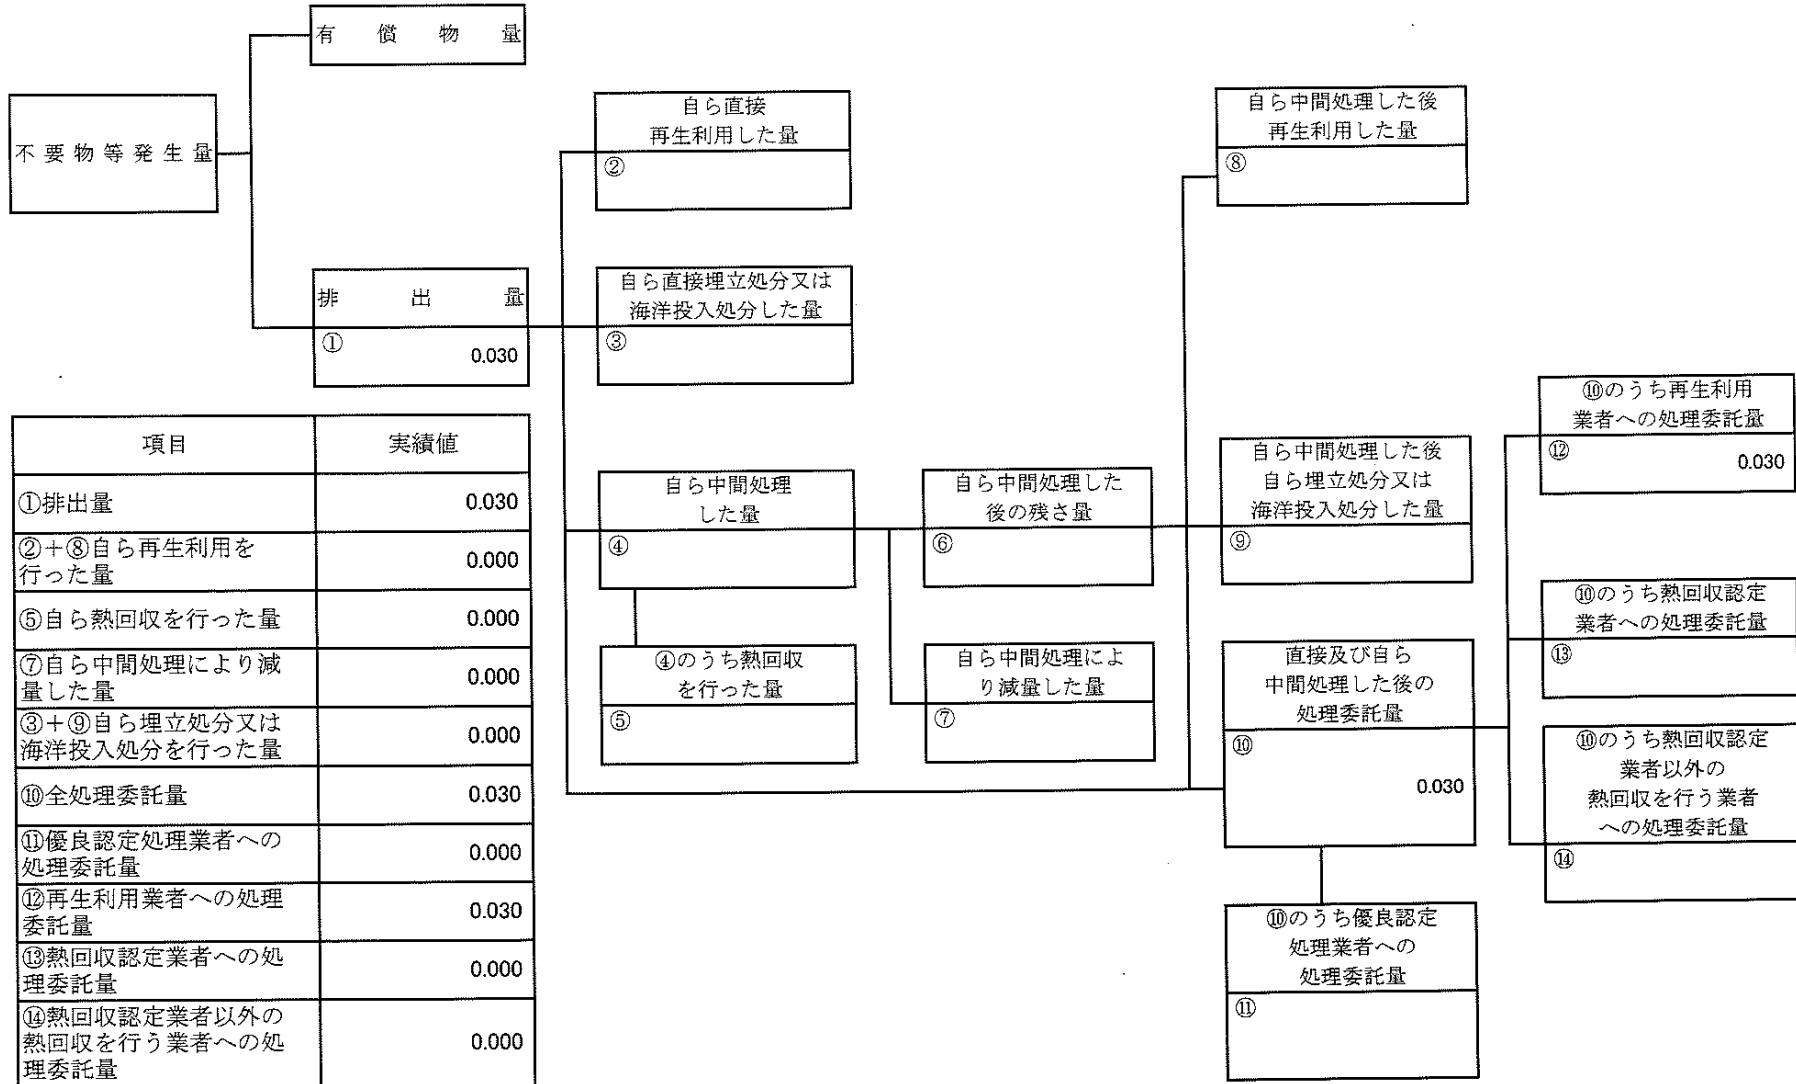 有償物量
不要物等発生量
排出量
①
0.030
自ら直接
再生利用した量
②
自ら直接埋立処分又は
海洋投入処分した量
③
自ら中間処理
した量
④
④のうち熱回収
を行った量
⑤
自ら中間処理した
後の残さ量
⑥
自ら中間処理によ
り減量した量
⑦
自ら中間処理した後
再生利用した量
⑧
自ら中間処理した後
自ら埋立処分又は
海洋投入処分した量
⑨
直接及び自ら
中間処理した後の
処理委託量
⑩
0.030
⑩のうち優良認定
処理業者への
処理委託量
⑪
⑩のうち再生利用
業者への処理委託量
⑫
0.030
⑩のうち熱回収認定
業者への処理委託量
⑬
⑩のうち熱回収認定
業者以外の
熱回収を行う業者
への処理委託量
⑭
項目 実績値
①排出量 0.030
②+⑧自ら再生利用を
行った量 0.000
⑤自ら熱回収を行った量 0.000
⑦自ら中間処理により減
量した量 0.000
③+⑨自ら埋立処分又は
海洋投入処分を行った量 0.000
⑩全処理委託量 0.030
⑪優良認定処理業者への
処理委託量 0.000
⑫再生利用業者への処理
委託量 0.030
⑬熱回収認定業者への処
理委託量 0.000
⑭熱回収認定業者以外の
熱回収を行う業者への処
理委託量 0.000